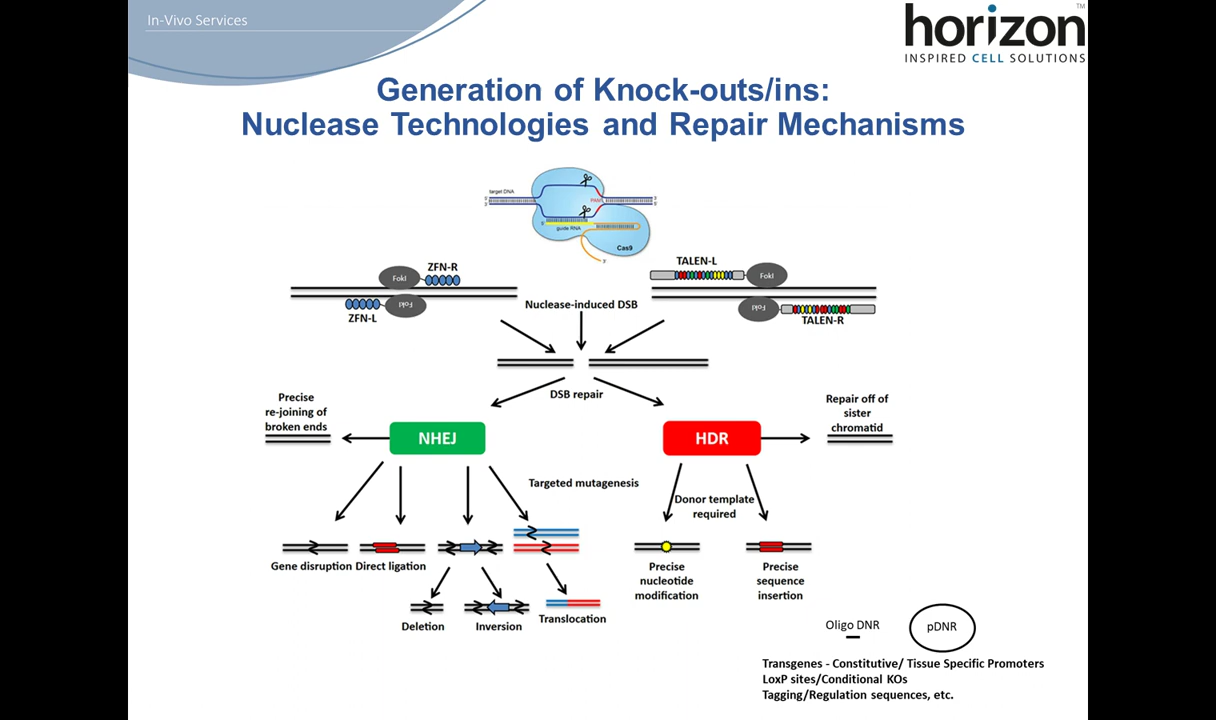 In-Vivo Services
horizon
TM
INSPIRED CELL SOLUTIONS
Generation of Knock-outs/ins:
Nuclease Technologies and Repair Mechanisms
target DNA
PAM
guide RNA
Cas9
ZFN-R
FokI
FokI
ZFN-L
TALEN-L
FokI
FokI
TALEN-R
Nuclease-induced DSB
DSB repair
Precise
re-joining of
broken ends
NHEJ
HDR
Repair off of
sister
chromatid
Targeted mutagenesis
Donor template
required
Gene disruption
Direct ligation
Deletion
Inversion
Translocation
Precise
nucleotide
modification
Precise
sequence
insertion
Oligo DNR
pDNR
Transgenes - Constitutive/ Tissue Specific Promoters
LoxP sites/Conditional KOs
Tagging/Regulation sequences, etc.